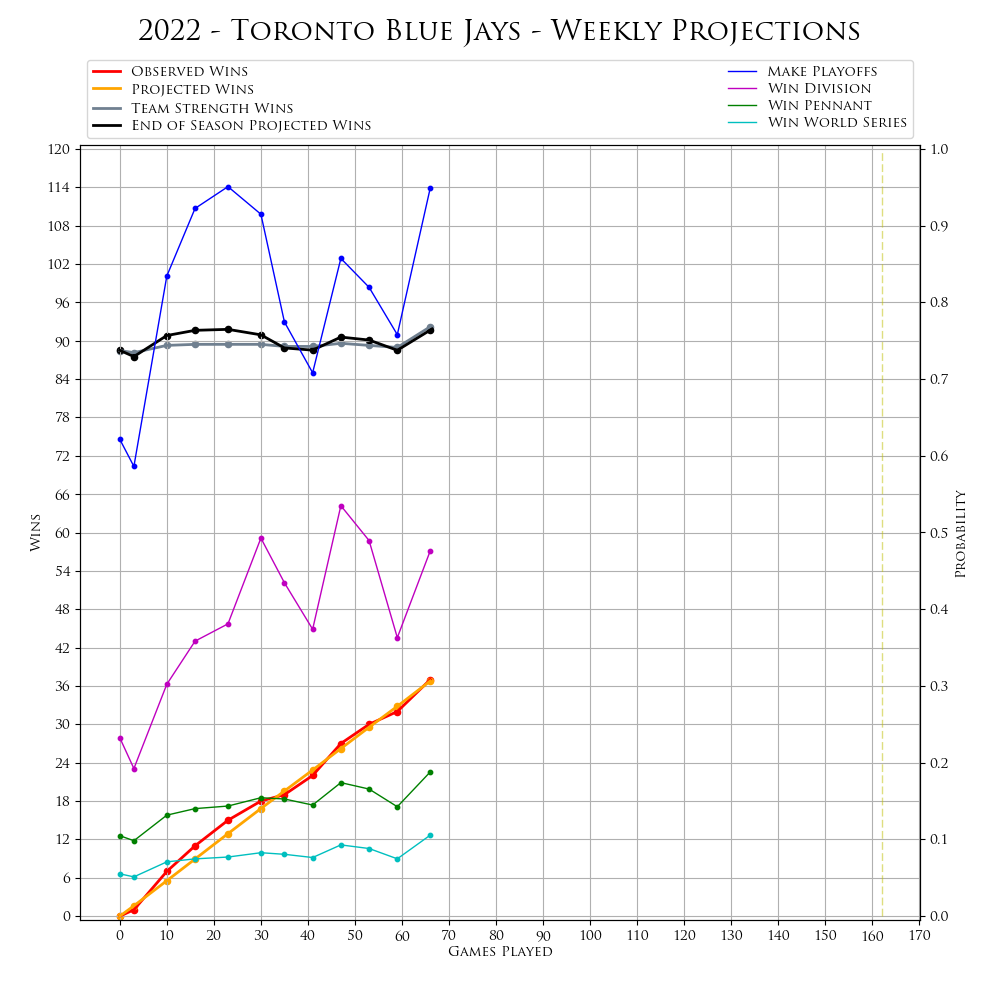 2022 - Toronto Blue Jays - Weekly Projections
Observed Wins
Projected Wins
Team Strength Wins
End of Season Projected Wins
Make Playoffs
Win Division
Win Pennant
Win World Series
120
114
108
102
96
90
84
78
72
66
60
54
48
42
36
30
24
18
12
6
0
Wins
1.0
0.9
0.8
0.7
0.6
0.5
0.4
0.3
0.2
0.1
0.0
Probability
0 10 20 30 40 50 60 70 80 90 100 110 120 130 140 150 160 170
Games Played